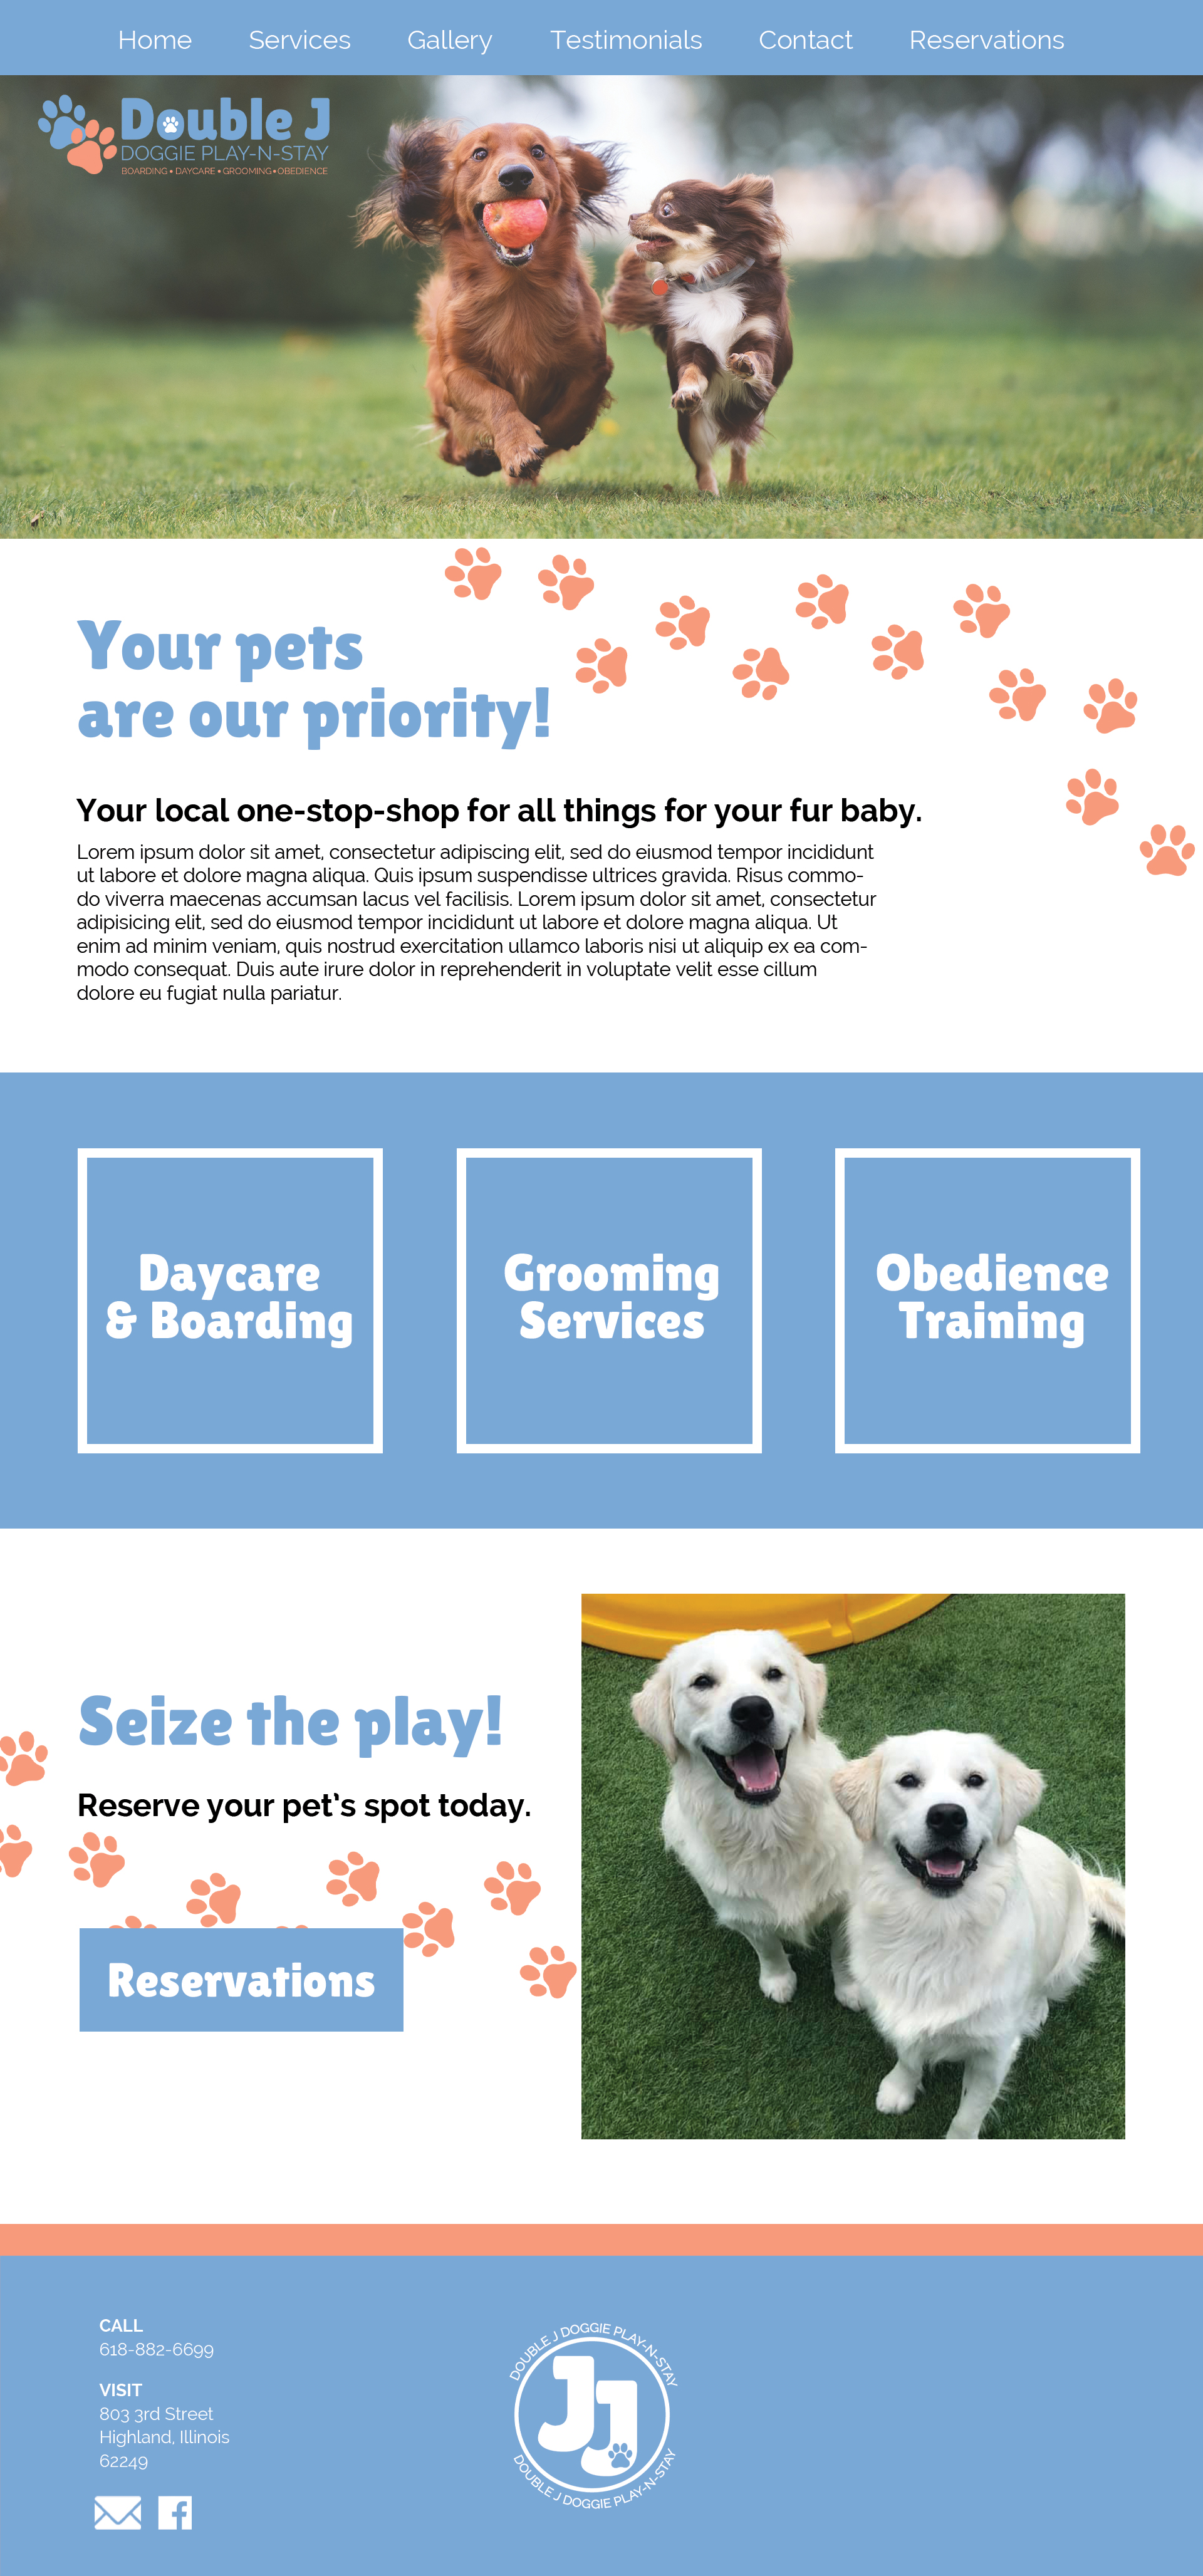 Home Services Gallery Testimonials Contact Reservations
Double J
DOGGIE PLAY-N-STAY
BOARDING • DAYCARE • GROOMING • OBEDIENCE
Your pets
are our priority!
Your local one-stop-shop for all things for your fur baby.
Lorem ipsum dolor sit amet, consectetur adipiscing elit, sed do eiusmod tempor incididunt
ut labore et dolore magna aliqua. Quis ipsum suspendisse ultrices gravida. Risus commo-
do viverra maecenas accumsan lacus vel facilisis. Lorem ipsum dolor sit amet, consectetur
adipisicing elit, sed do eiusmod tempor incididunt ut labore et dolore magna aliqua. Ut
enim ad minim veniam, quis nostrud exercitation ullamco laboris nisi ut aliquip ex ea com-
modo consequat. Duis aute irure dolor in reprehenderit in voluptate velit esse cillum
dolore eu fugiat nulla pariatur.
Daycare
& Boarding
Grooming
Services
Obedience
Training
Seize the play!
Reserve your pet's spot today.
Reservations
CALL
618-882-6699
VISIT
803 3rd Street
Highland, Illinois
62249
DOUBLE J DOGGIE PLAY-N-STAY
JJ
DOUBLE J DOGGIE PLAY-N-STAY